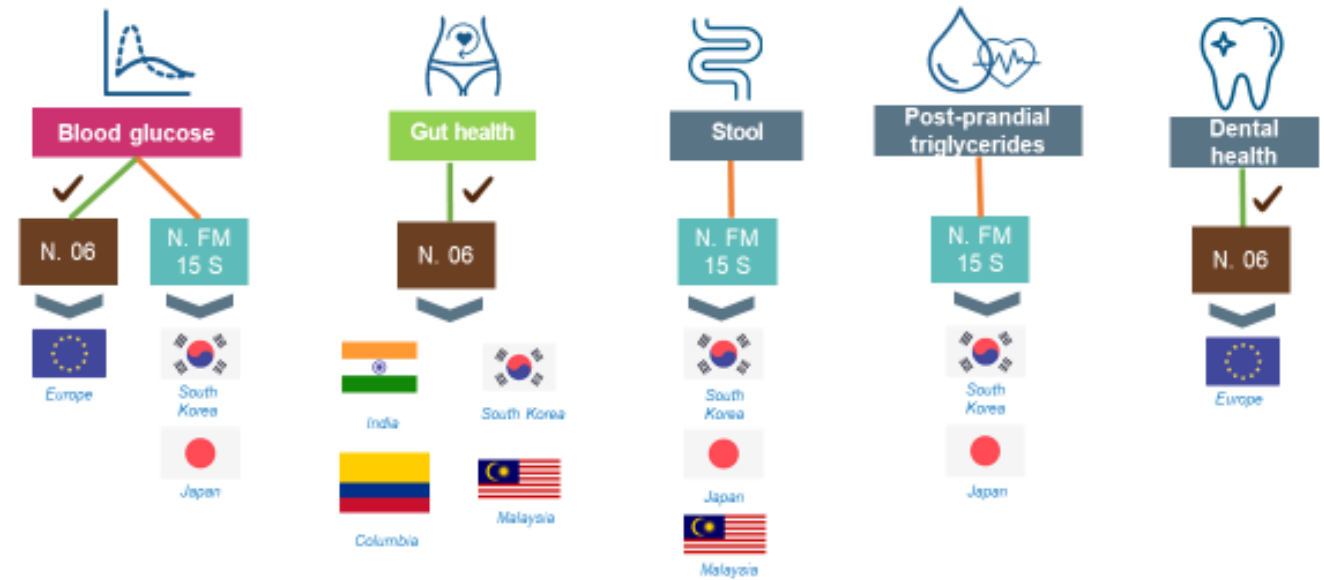 Blood glucose
Gut health
Stool
Post-prandial
triglycerides
Dental
health
N. 06
N. FM
15 S
N. 06
N. FM
15 S
N. FM
15 S
N. 06
Europe
South
Korea
Japan
India
South Korea
Columbia
Malaysia
South
Korea
Japan
Malaysia
South
Korea
Japan
Europe